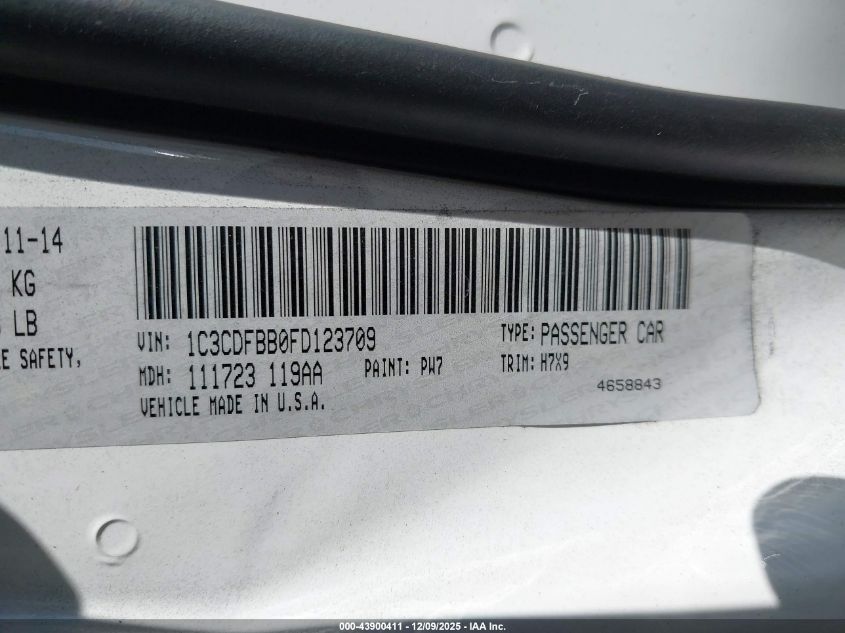 11-14
KG
LB
E SAFETY,
VIN: 1C3CDFBB0FD123709
TYPE: PASSENGER CAR
MDH: 111723 119AA
PAINT: PW7
TRIM: H7X9
VEHICLE MADE IN U.S.A.
4658843
000-43900411 - 12/09/2025 - IAA Inc.